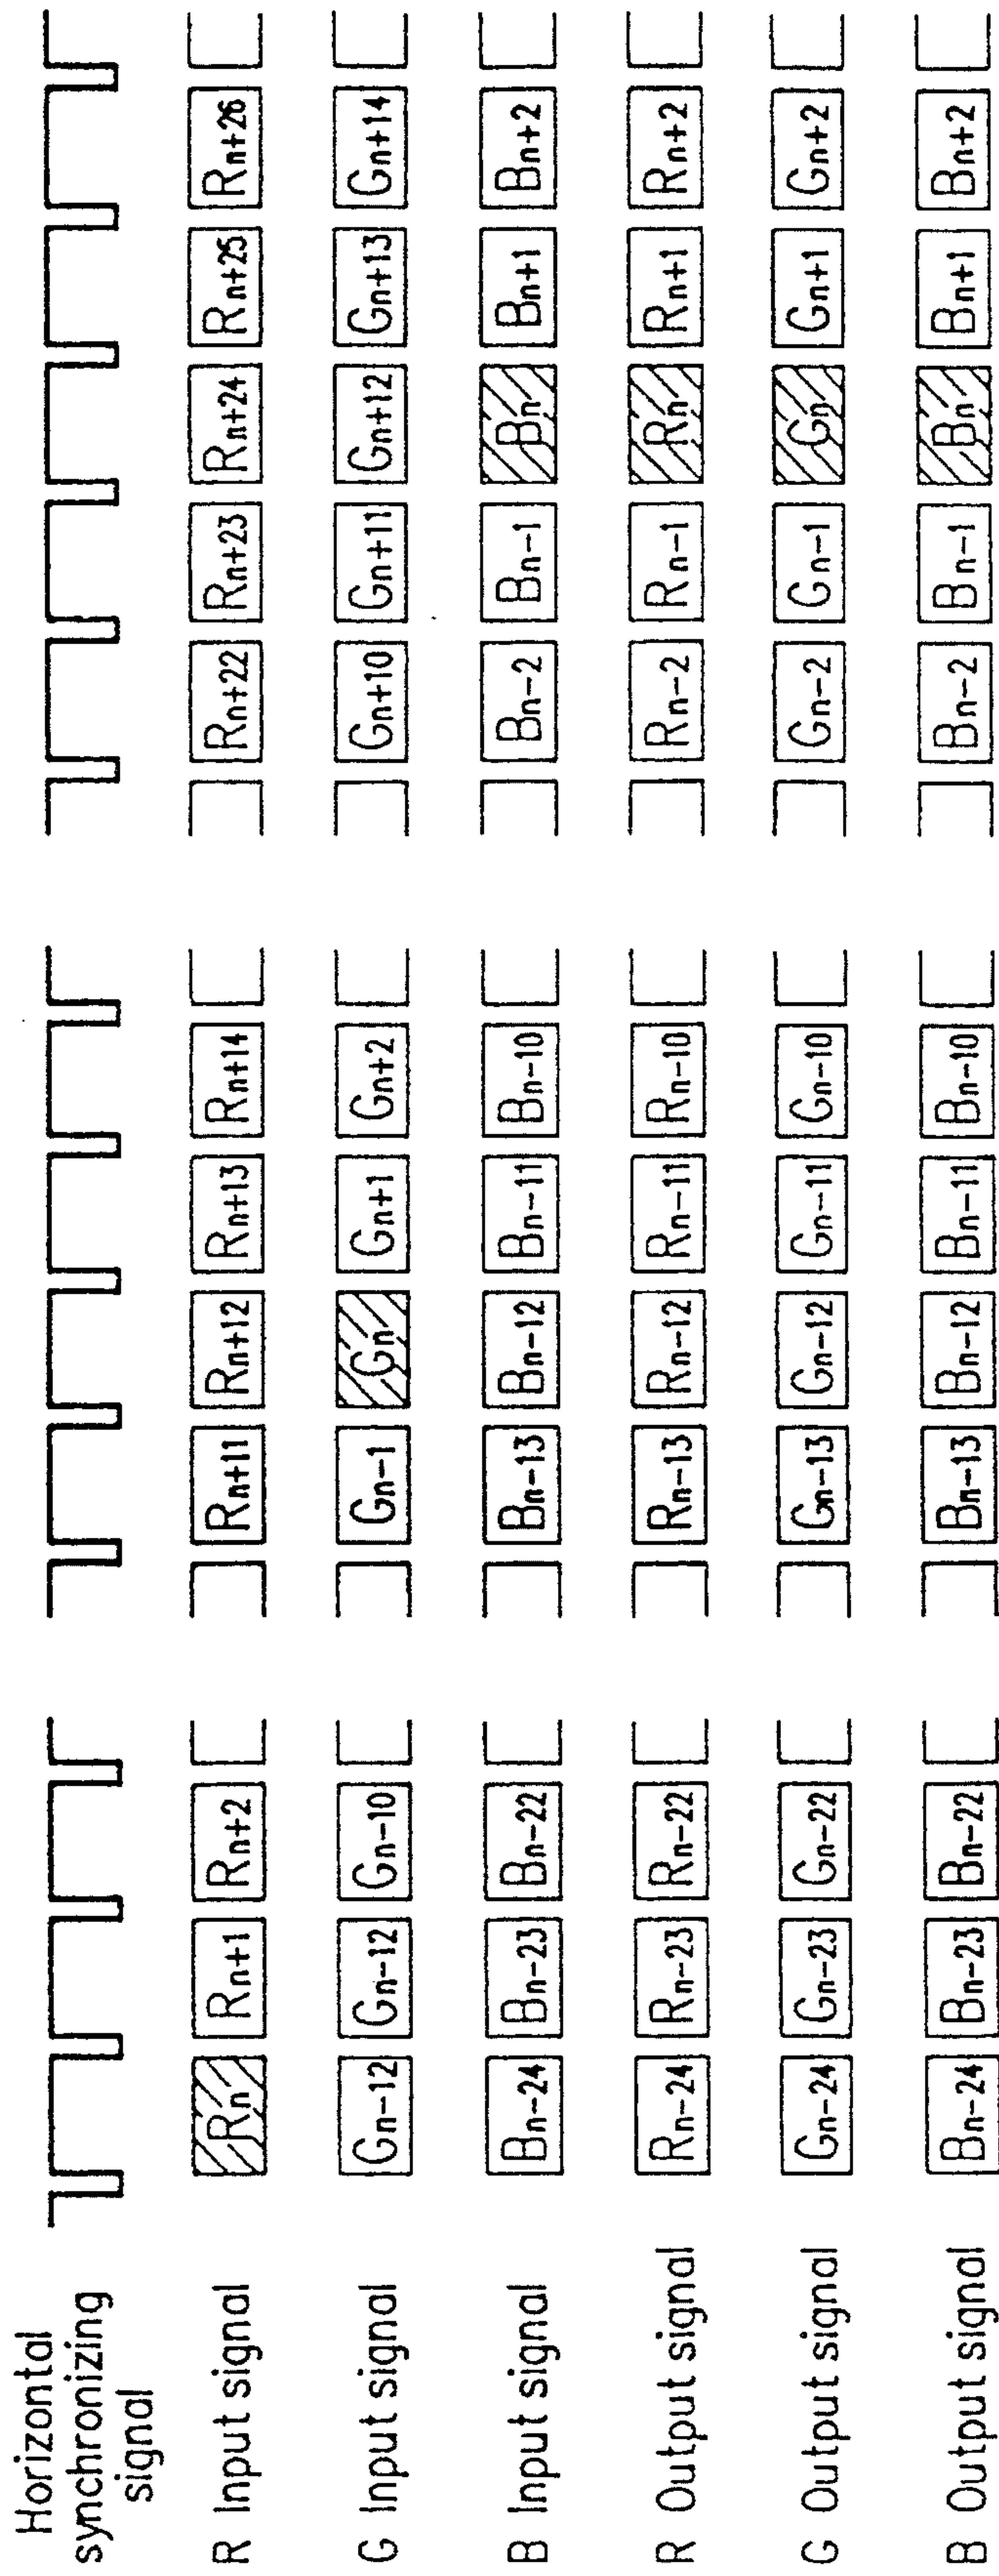 Horizontal
synchronizing
signal
R Input signal Rn Rn+1 Rn+2 Rn+11 Rn+12 Rn+13 Rn+14 Rn+22 Rn+23 Rn+24 Rn+25 Rn+26
G Input signal Gn-12 Gn-12 Gn-10 Gn-1 Gn Gn+1 Gn+2 Gn+10 Gn+11 Gn+12 Gn+13 Gn+14
B Input signal Bn-24 Bn-23 Bn-22 Bn-13 Bn-12 Bn-11 Bn-10 Bn-2 Bn-1 Bn Bn+1 Bn+2
R Output signal Rn-24 Rn-23 Rn-22 Rn-13 Rn-12 Rn-11 Rn-10 Rn-2 Rn-1 Rn Rn+1 Rn+2
G Output signal Gn-24 Gn-23 Gn-22 Gn-13 Gn-12 Gn-11 Gn-10 Gn-2 Gn-1 Gn Gn+1 Gn+2
B Output signal Bn-24 Bn-23 Bn-22 Bn-13 Bn-12 Bn-11 Bn-10 Bn-2 Bn-1 Bn Bn+1 Bn+2